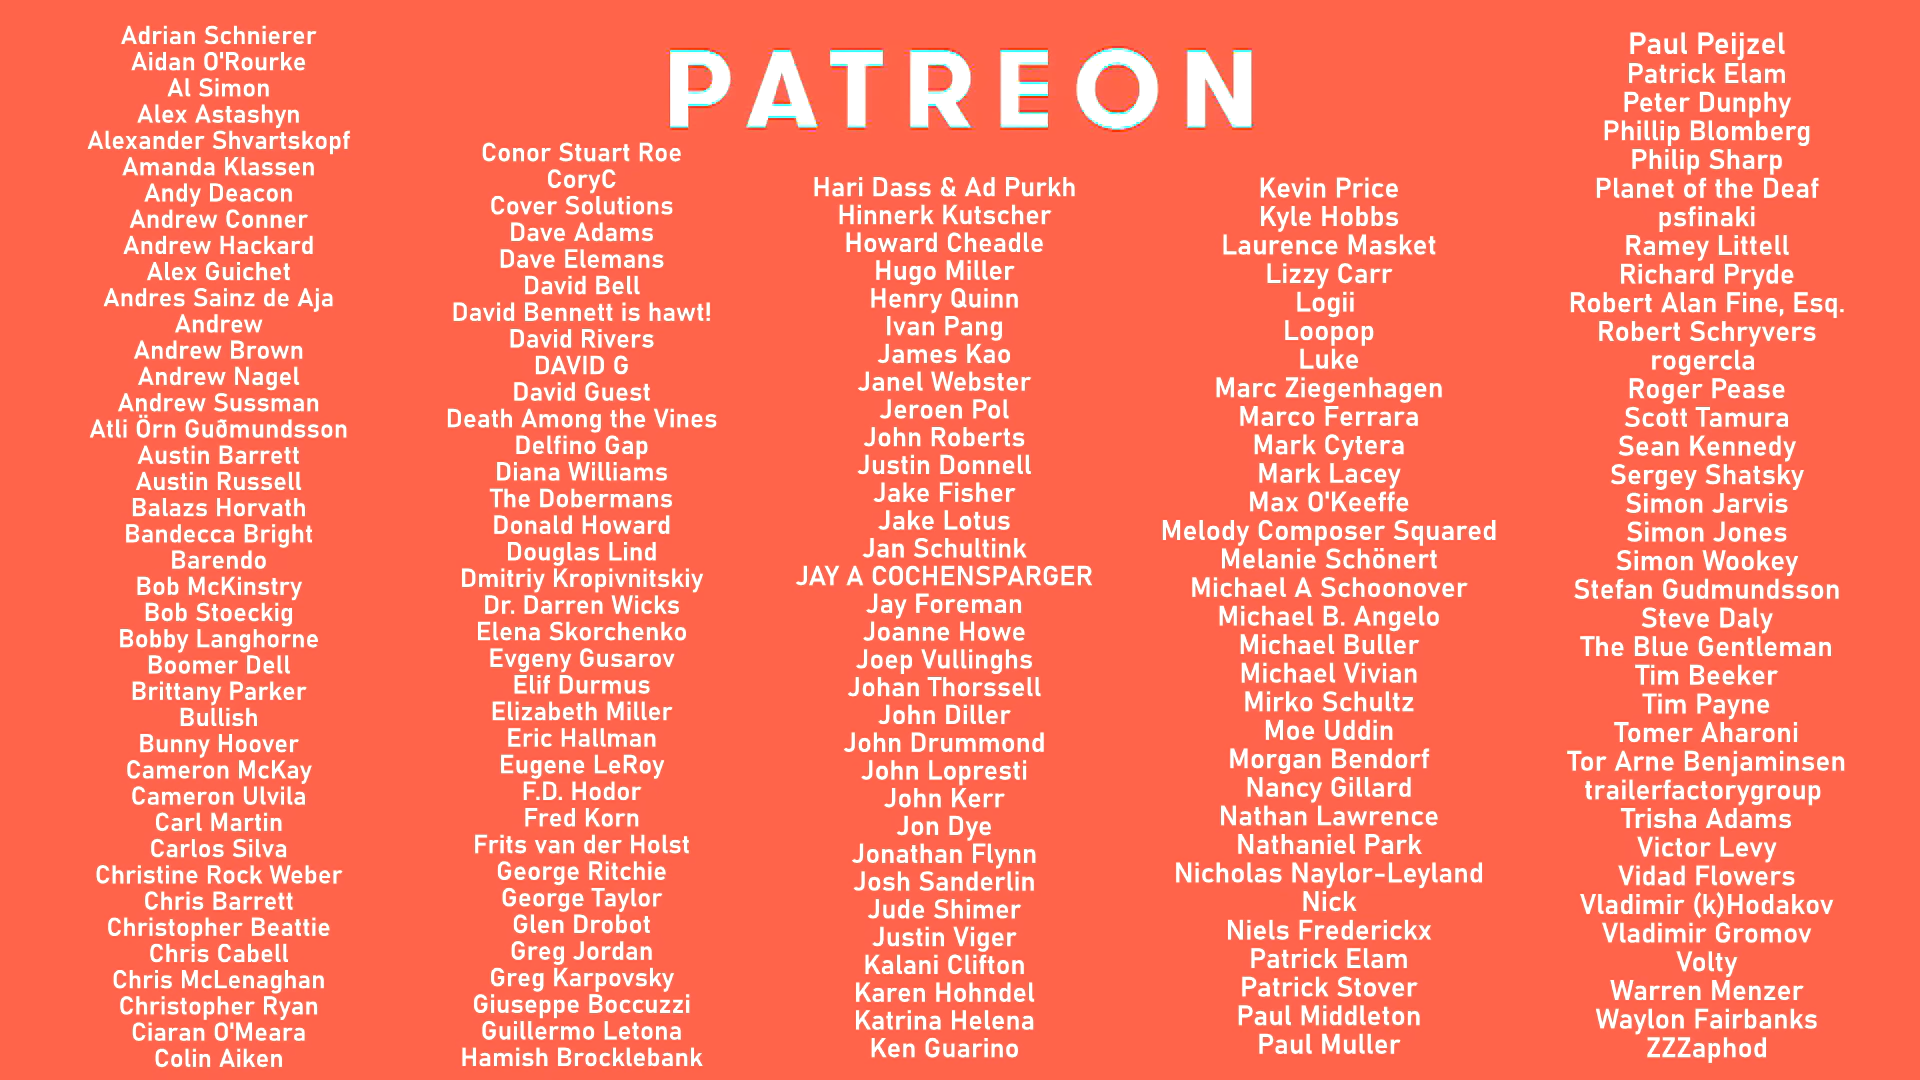 PATREON
Adrian Schnierer
Aidan O'Rourke
Al Simon
Alex Astashyn
Alexander Shvartskopf
Amanda Klassen
Andy Deacon
Andrew Conner
Andrew Hackard
Alex Guichet
Andres Sainz de Aja
Andrew
Andrew Brown
Andrew Nagel
Andrew Sussman
Atli Örn Guðmundsson
Austin Barrett
Austin Russell
Balazs Horvath
Bandecca Bright
Barendo
Bob McKinstry
Bob Stoeckig
Bobby Langhorne
Boomer Dell
Brittany Parker
Bullish
Bunny Hoover
Cameron McKay
Cameron Ulvila
Carl Martin
Carlos Silva
Christine Rock Weber
Chris Barrett
Christopher Beattie
Chris Cabell
Chris McLenaghan
Christopher Ryan
Ciaran O'Meara
Colin Aiken
Conor Stuart Roe
CoryC
Cover Solutions
Dave Adams
Dave Elemans
David Bell
David Bennett is hawt!
David Rivers
DAVID G
David Guest
Death Among the Vines
Delfino Gap
Diana Williams
The Dobermans
Donald Howard
Douglas Lind
Dmitriy Kropivnitskiy
Dr. Darren Wicks
Elena Skorchenko
Evgeny Gusarov
Elif Durmus
Elizabeth Miller
Eric Hallman
Eugene LeRoy
F.D. Hodor
Fred Korn
Frits van der Holst
George Ritchie
George Taylor
Glen Drobot
Greg Jordan
Greg Karpovsky
Giuseppe Boccuzzi
Guillermo Letona
Hamish Brocklebank
Hari Dass & Ad Purkh
Hinnerk Kutscher
Howard Cheadle
Hugo Miller
Henry Quinn
Ivan Pang
James Kao
Janel Webster
Jeroen Pol
John Roberts
Justin Donnell
Jake Fisher
Jake Lotus
Jan Schultink
JAY A COCHENSPARGER
Jay Foreman
Joanne Howe
Joep Vullinghs
Johan Thorssell
John Diller
John Drummond
John Lopresti
John Kerr
Jon Dye
Jonathan Flynn
Josh Sanderlin
Jude Shimer
Justin Viger
Kalani Clifton
Karen Hohndel
Katrina Helena
Ken Guarino
Kevin Price
Kyle Hobbs
Laurence Masket
Lizzy Carr
Logii
Loopop
Luke
Marc Ziegenhagen
Marco Ferrara
Mark Cytera
Mark Lacey
Max O'Keeffe
Melody Composer Squared
Melanie Schönert
Michael A Schoonover
Michael B. Angelo
Michael Buller
Michael Vivian
Mirko Schultz
Moe Uddin
Morgan Bendorf
Nancy Gillard
Nathan Lawrence
Nathaniel Park
Nicholas Naylor-Leyland
Nick
Niels Frederickx
Patrick Elam
Patrick Stover
Paul Middleton
Paul Muller
Paul Peijzel
Patrick Elam
Peter Dunphy
Phillip Blomberg
Philip Sharp
Planet of the Deaf
psfinaki
Ramey Littell
Richard Pryde
Robert Alan Fine, Esq.
Robert Schryvers
rogercla
Roger Pease
Scott Tamura
Sean Kennedy
Sergey Shatsky
Simon Jarvis
Simon Jones
Simon Wookey
Stefan Gudmundsson
Steve Daly
The Blue Gentleman
Tim Beeker
Tim Payne
Tomer Aharoni
Tor Arne Benjaminsen
trailerfactorygroup
Trisha Adams
Victor Levy
Vidad Flowers
Vladimir (k)Hodakov
Vladimir Gromov
Volty
Warren Menzer
Waylon Fairbanks
ZZZaphod